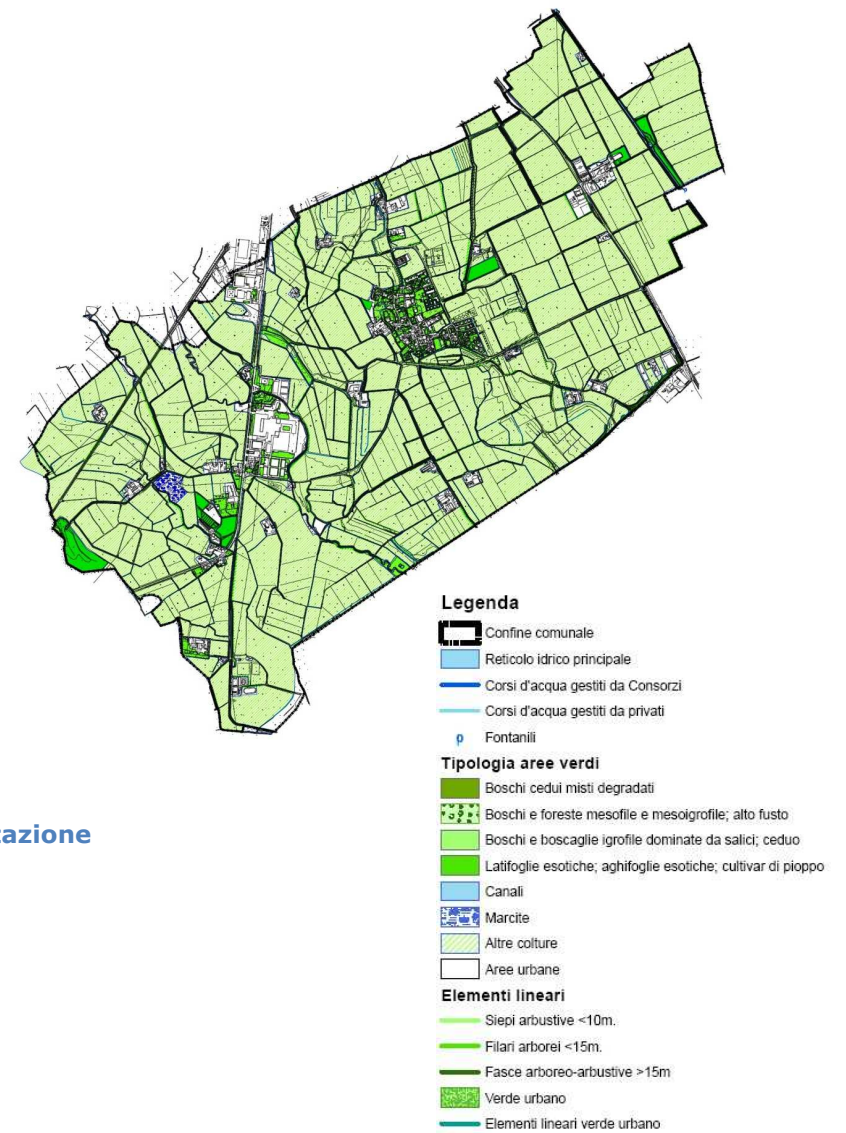 Legenda
Confine comunale
Reticolo idrico principale
Corsi d'acqua gestiti da Consorzi
Corsi d'acqua gestiti da privati
Fontanili
Tipologia aree verdi
Boschi cedui misti degradati
Boschi e foreste mesofile e mesoigrofile; alto fusto
Boschi e boscaglie igrofile dominate da salici; ceduo
Latifoglie esotiche; aghifoglie esotiche; cultivar di pioppo
Canali
Marcite
Altre colture
Aree urbane
Elementi lineari
Siepi arbustive <10m.
Filari arborei <15m.
Fasce arboreo-arbustive >15m
Verde urbano
Elementi lineari verde urbano